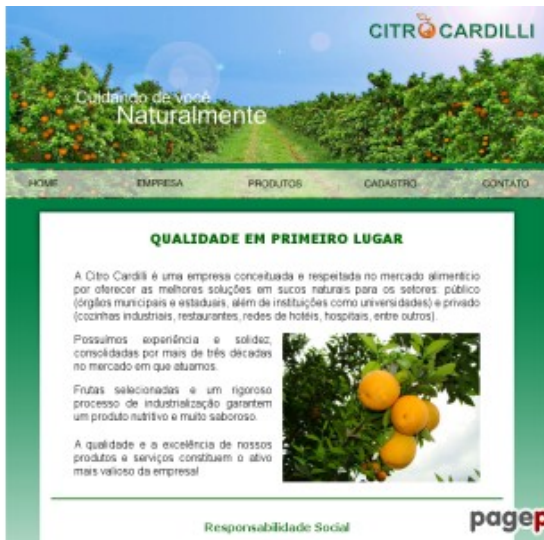 CITROCARDILLI
Cuidando de você
Naturalmente
HOME EMPRESA PRODUTOS CADASTRO CONTATO
QUALIDADE EM PRIMEIRO LUGAR
A Citro Cardilli é uma empresa conceituada e respeitada no mercado alimentício
por oferecer as melhores soluções em sucos naturais para os setores: público
(órgãos municipais e estaduais, além de instituições como universidades) e privado
(cozinhas industriais, restaurantes, redes de hotéis, hospitais, entre outros).
Possuímos experiência e solidez,
consolidadas por mais de três décadas
no mercado em que atuamos.
Frutas selecionadas e um rigoroso
processo de industrialização garantem
um produto nutritivo e muito saboroso.
A qualidade e a excelência de nossos
produtos e serviços constituem o ativo
mais valioso da empresa!
Responsabilidade Social
pagep